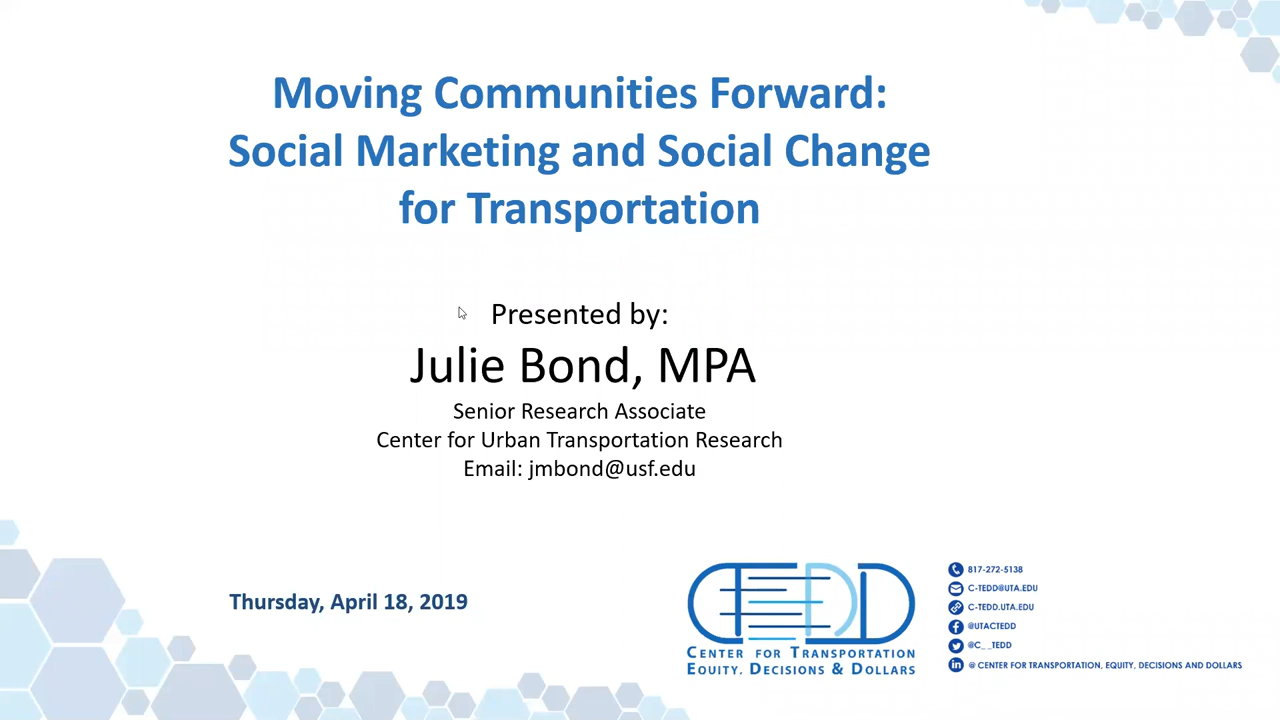 Moving Communities Forward:
Social Marketing and Social Change
for Transportation
Presented by:
Julie Bond, MPA
Senior Research Associate
Center for Urban Transportation Research
Email: jmbond@usf.edu
Thursday, April 18, 2019
CTEDD
CENTER FOR TRANSPORTATION
EQUITY, DECISIONS & DOLLARS
817-272-5138
C-TEDD@UTA.EDU
C-TEDD.UTA.EDU
@UTACTEDD
@C_ _TEDD
@ CENTER FOR TRANSPORTATION, EQUITY, DECISIONS AND DOLLARS